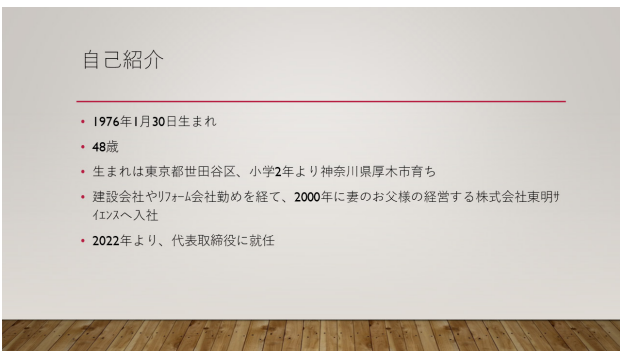 自己紹介
• 1976年1月30日生まれ
• 48歳
• 生まれは東京都世田谷区、小学2年より神奈川県厚木市育ち
• 建設会社やﾘﾌｫｰﾑ会社勤めを経て、2000年に妻のお父様の経営する株式会社東明ｻ
ｲｴﾝｽへ入社
• 2022年より、代表取締役に就任